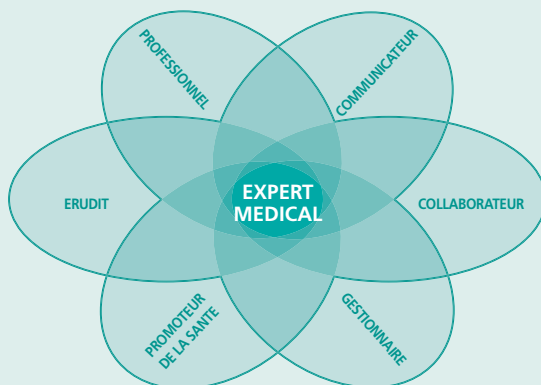 PROFESSIONNEL
COMMUNICATEUR
ERUDIT
EXPERT
MEDICAL
COLLABORATEUR
PROMOTEUR
DE LA SANTE
GESTIONNAIRE